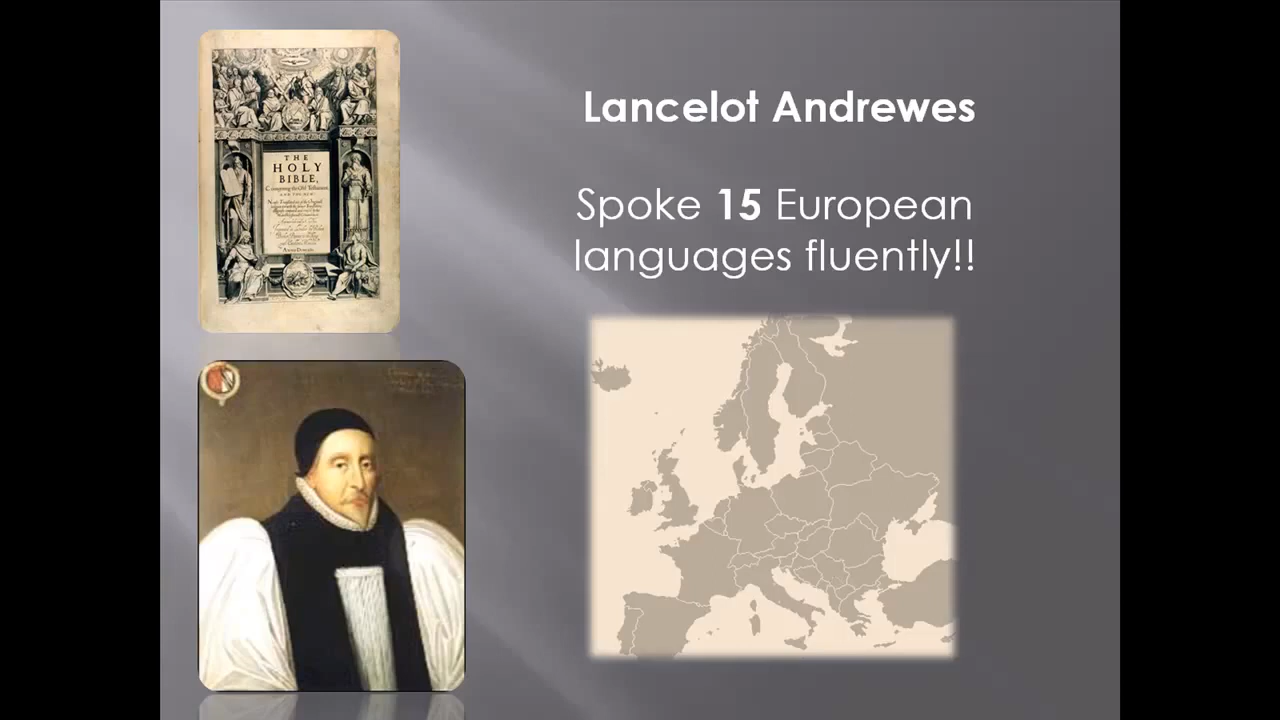 Lancelot Andrewes
Spoke 15 European
languages fluently!!
THE
HOLY
BIBLE,